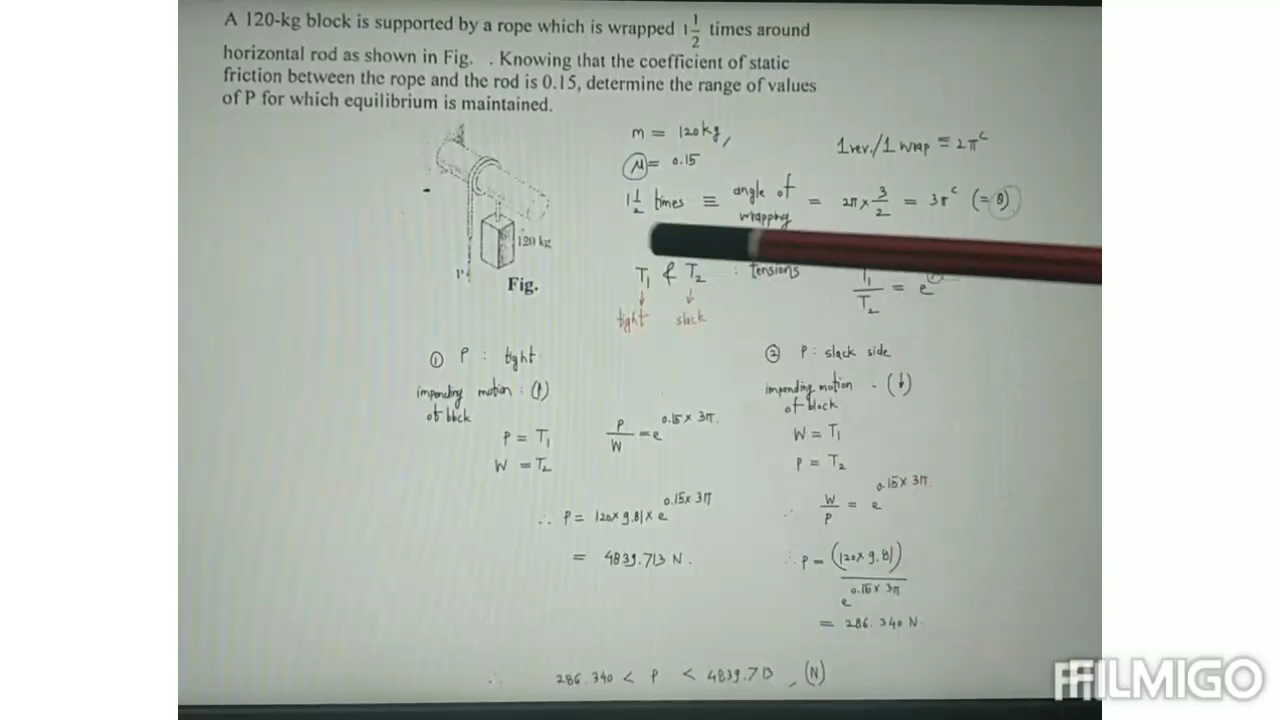 A 120-kg block is supported by a rope which is wrapped 1 1/2 times around
horizontal rod as shown in Fig. . Knowing that the coefficient of static
friction between the rope and the rod is 0.15, determine the range of values
of P for which equilibrium is maintained.
m = 120kg,
1 rev./1 wrap ≡ 2π^c
μ = 0.15
1 1/2 times ≡ angle of wrapping = 2π × 3/2 = 3π^c (= θ)
120 kg
P
Fig.
T₁ & T₂ : tensions
T₁/T₂ = e
tight slack
① P : tight
② P : slack side
impending motion : (↑)
of block
impending motion - (↓)
of block
P = T₁
W = T₂
P/W = e^0.15 × 3π.
W = T₁
P = T₂
∴ P = 120 × 9.81 × e^0.15 × 3π
= 4839.713 N.
∴ W/P = e^0.15 × 3π.
∴ P = (120 × 9.81)/e^0.15 × 3π
= 286.340 N.
∴ 286.340 < P < 4839.713, (N)
FILMIGO